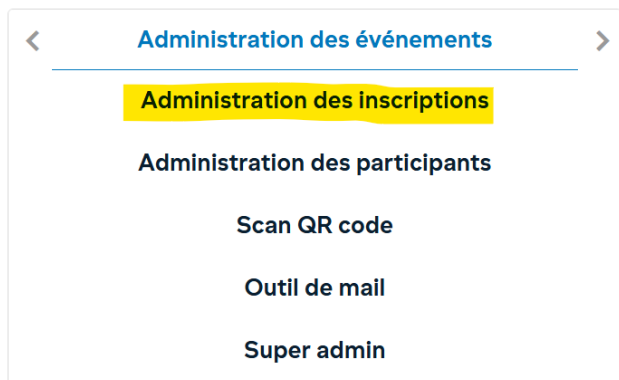 Administration des événements
Administration des inscriptions
Administration des participants
Scan QR code
Outil de mail
Super admin